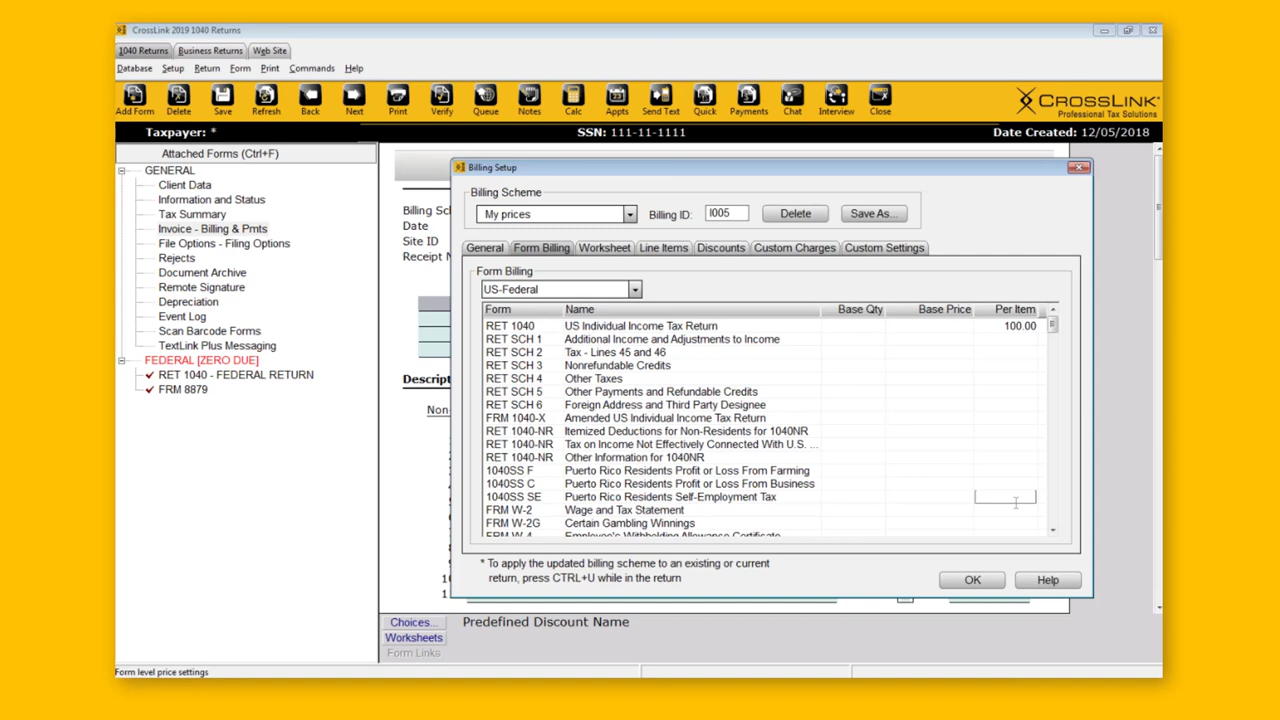 CrossLink 2019 1040 Returns
1040 Returns Business Returns Web Site
Database Setup Return Form Print Commands Help
Add Form Delete Save Refresh Back Next Print Verify Queue Notes Calc Appts Send Text Quick Payments Chat Interview Close
CROSSLINK
Professional Tax Solutions
Taxpayer: * SSN: 111-11-1111 Date Created: 12/05/2018
Attached Forms (Ctrl+F)
GENERAL
Client Data
Information and Status
Tax Summary
Invoice - Billing & Pmts
File Options - Filing Options
Rejects
Document Archive
Remote Signature
Depreciation
Event Log
Scan Barcode Forms
TextLink Plus Messaging
FEDERAL [ZERO DUE]
RET 1040 - FEDERAL RETURN
FRM 8879
Billing Sc
Date
Site ID
Receipt N
Descript
Non-
Billing Setup
Billing Scheme
My prices Billing ID: I005 Delete Save As...
General Form Billing Worksheet Line Items Discounts Custom Charges Custom Settings
Form Billing
US-Federal
Form Name Base Qty Base Price Per Item
RET 1040 US Individual Income Tax Return 100.00
RET SCH 1 Additional Income and Adjustments to Income
RET SCH 2 Tax - Lines 45 and 46
RET SCH 3 Nonrefundable Credits
RET SCH 4 Other Taxes
RET SCH 5 Other Payments and Refundable Credits
RET SCH 6 Foreign Address and Third Party Designee
FRM 1040-X Amended US Individual Income Tax Return
RET 1040-NR Itemized Deductions for Non-Residents for 1040NR
RET 1040-NR Tax on Income Not Effectively Connected With U.S. ...
RET 1040-NR Other Information for 1040NR
1040SS F Puerto Rico Residents Profit or Loss From Farming
1040SS C Puerto Rico Residents Profit or Loss From Business
1040SS SE Puerto Rico Residents Self-Employment Tax
FRM W-2 Wage and Tax Statement
FRM W-2G Certain Gambling Winnings
FRM W-4 Employee's Withholding Allowance Certificate
* To apply the updated billing scheme to an existing or current
return, press CTRL+U while in the return
OK Help
Choices... Predefined Discount Name
Worksheets
Form Links
Form level price settings